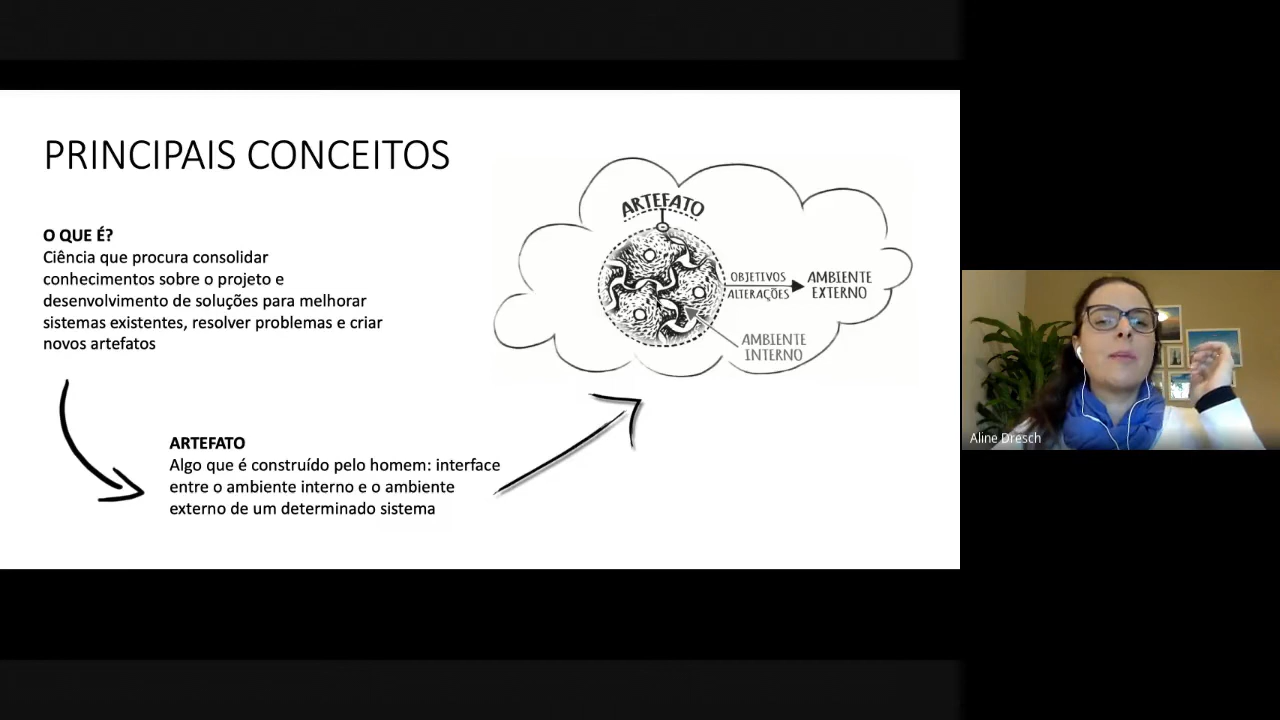 PRINCIPAIS CONCEITOS
O QUE É?
Ciência que procura consolidar
conhecimentos sobre o projeto e
desenvolvimento de soluções para melhorar
sistemas existentes, resolver problemas e criar
novos artefatos
ARTEFATO
Algo que é construído pelo homem: interface
entre o ambiente interno e o ambiente
externo de um determinado sistema
ARTEFATO
OBJETIVOS
ALTERAÇÕES
AMBIENTE
EXTERNO
AMBIENTE
INTERNO
Aline Dresch